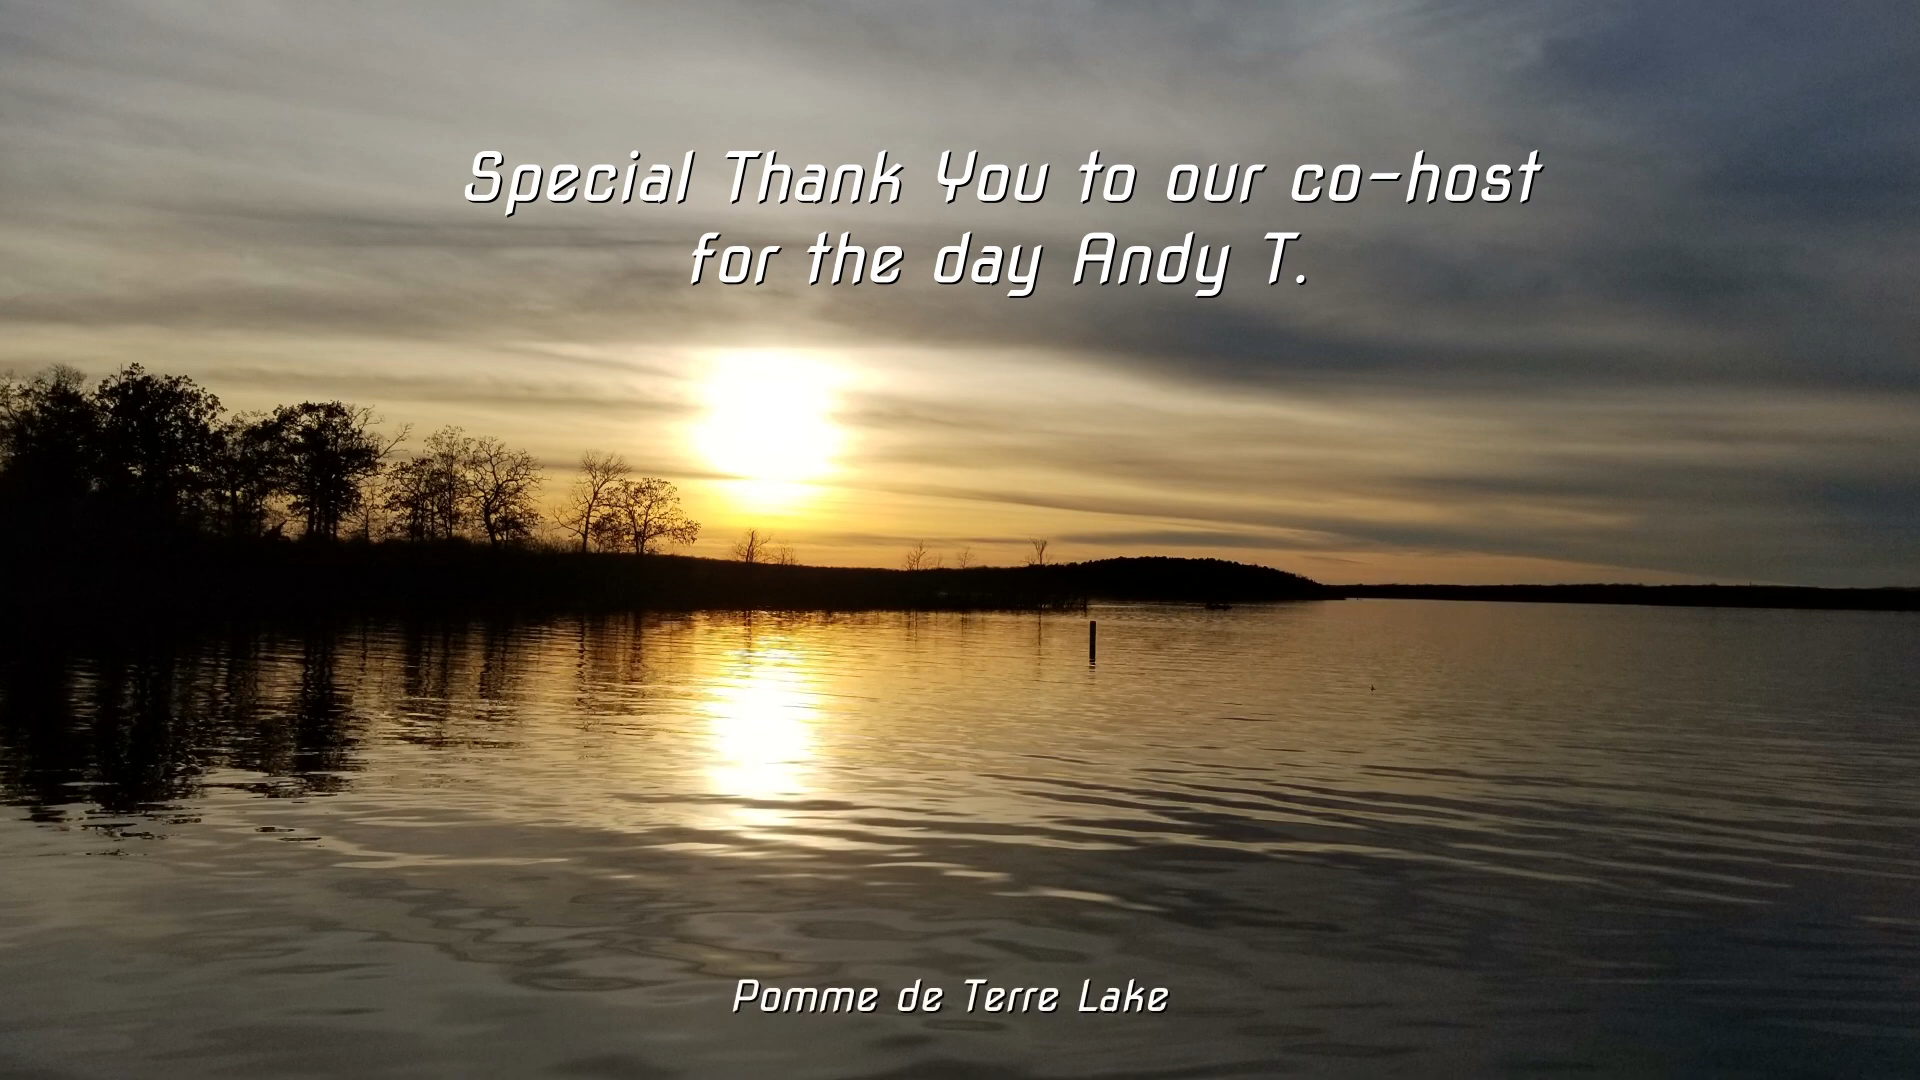 Special Thank You to our co-host
for the day Andy T.
Pomme de Terre Lake